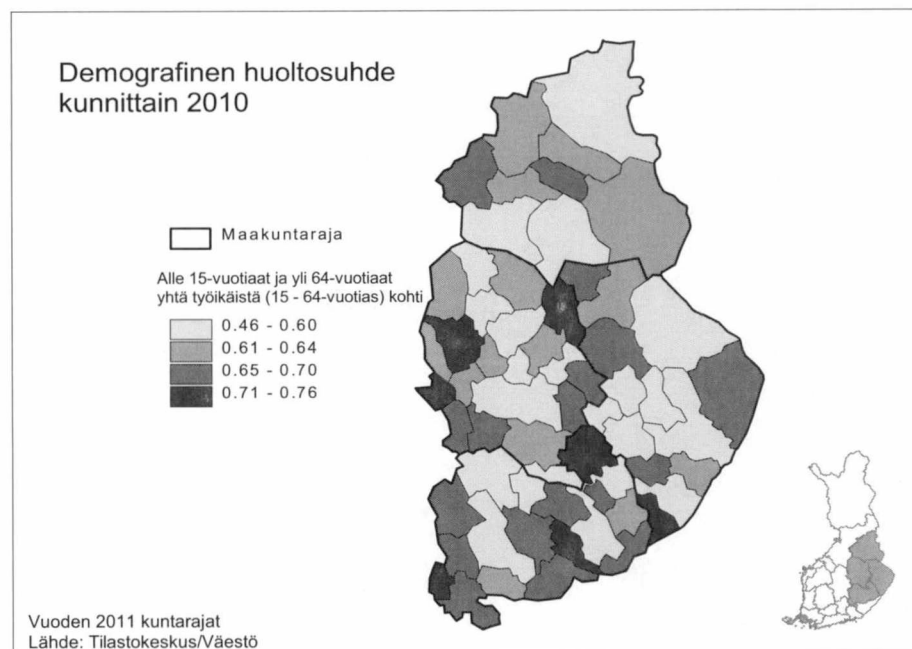 Demografinen huoltosuhde
kunnittain 2010
Maakuntaraja
Alle 15-vuotiaat ja yli 64-vuotiaat
yhtä työikäistä (15 - 64-vuotias) kohti
0.46 - 0.60
0.61 - 0.64
0.65 - 0.70
0.71 - 0.76
Vuoden 2011 kuntarajat
Lähde: Tilastokeskus/Väestö